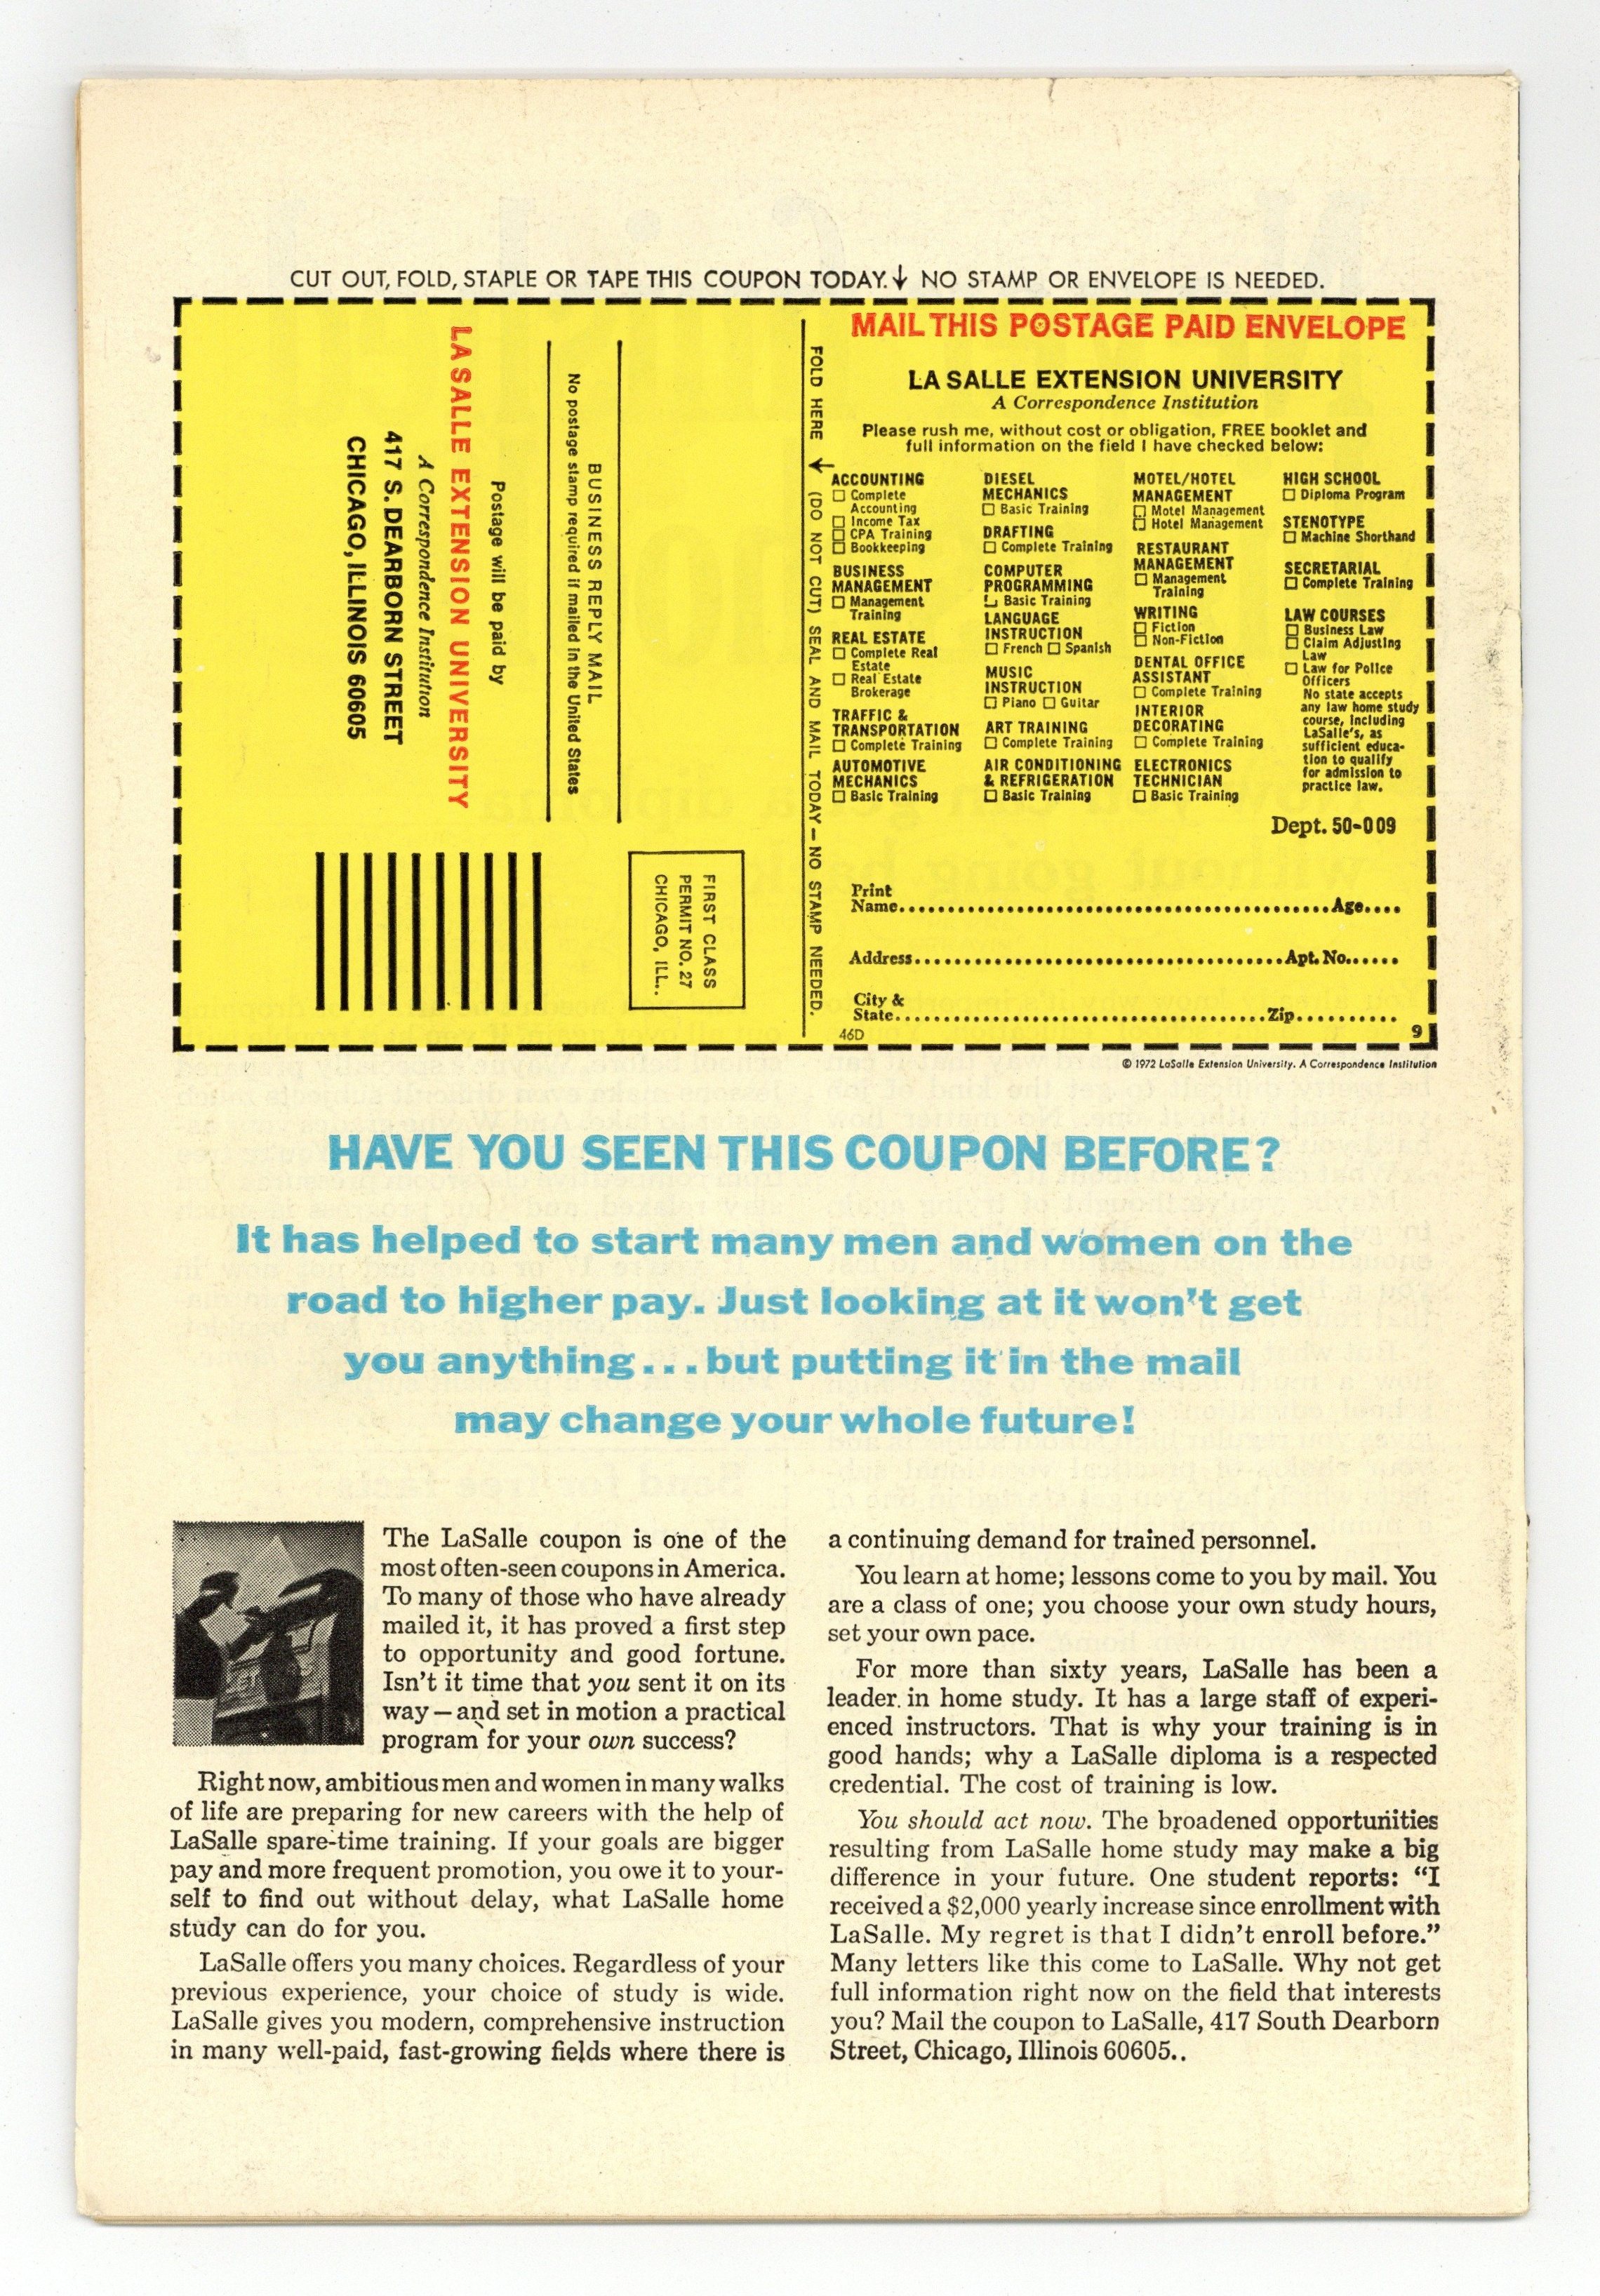 CUT OUT, FOLD, STAPLE OR TAPE THIS COUPON TODAY. ↓ NO STAMP OR ENVELOPE IS NEEDED.
BUSINESS REPLY MAIL
No postage stamp required if mailed in the United States
Postage will be paid by
LA SALLE EXTENSION UNIVERSITY
A Correspondence Institution
417 S. DEARBORN STREET
CHICAGO, ILLINOIS 60605
FIRST CLASS
PERMIT NO. 27
CHICAGO, ILL..
FOLD HERE → (DO NOT CUT) SEAL AND MAIL TODAY — NO STAMP NEEDED.
MAIL THIS POSTAGE PAID ENVELOPE
LA SALLE EXTENSION UNIVERSITY
A Correspondence Institution
Please rush me, without cost or obligation, FREE booklet and
full information on the field I have checked below:
ACCOUNTING
☐ Complete
Accounting
☐ Income Tax
☐ CPA Training
☐ Bookkeeping
BUSINESS
MANAGEMENT
☐ Management
Training
REAL ESTATE
☐ Complete Real
Estate
☐ Real Estate
Brokerage
TRAFFIC &
TRANSPORTATION
☐ Complete Training
AUTOMOTIVE
MECHANICS
☐ Basic Training
DIESEL
MECHANICS
☐ Basic Training
DRAFTING
☐ Complete Training
COMPUTER
PROGRAMMING
☐ Basic Training
LANGUAGE
INSTRUCTION
☐ French ☐ Spanish
MUSIC
INSTRUCTION
☐ Piano ☐ Guitar
ART TRAINING
☐ Complete Training
AIR CONDITIONING
& REFRIGERATION
☐ Basic Training
MOTEL/HOTEL
MANAGEMENT
☐ Motel Management
☐ Hotel Management
RESTAURANT
MANAGEMENT
☐ Management
Training
WRITING
☐ Fiction
☐ Non-Fiction
DENTAL OFFICE
ASSISTANT
☐ Complete Training
INTERIOR
DECORATING
☐ Complete Training
ELECTRONICS
TECHNICIAN
☐ Basic Training
HIGH SCHOOL
☐ Diploma Program
STENOTYPE
☐ Machine Shorthand
SECRETARIAL
☐ Complete Training
LAW COURSES
☐ Business Law
☐ Claim Adjusting
Law
☐ Law for Police
Officers
No state accepts
any law home study
course, including
LaSalle's, as
sufficient educa-
tion to qualify
for admission to
practice law.
Dept. 50-009
Print
Name........................................Age....
Address........................................Apt. No......
City &
State........................................Zip..........
46D
9
© 1972 LaSalle Extension University. A Correspondence Institution
HAVE YOU SEEN THIS COUPON BEFORE?
It has helped to start many men and women on the
road to higher pay. Just looking at it won't get
you anything...but putting it in the mail
may change your whole future!
The LaSalle coupon is one of the
most often-seen coupons in America.
To many of those who have already
mailed it, it has proved a first step
to opportunity and good fortune.
Isn't it time that you sent it on its
way — and set in motion a practical
program for your own success?
Right now, ambitious men and women in many walks
of life are preparing for new careers with the help of
LaSalle spare-time training. If your goals are bigger
pay and more frequent promotion, you owe it to your-
self to find out without delay, what LaSalle home
study can do for you.
LaSalle offers you many choices. Regardless of your
previous experience, your choice of study is wide.
LaSalle gives you modern, comprehensive instruction
in many well-paid, fast-growing fields where there is
a continuing demand for trained personnel.
You learn at home; lessons come to you by mail. You
are a class of one; you choose your own study hours,
set your own pace.
For more than sixty years, LaSalle has been a
leader in home study. It has a large staff of experi-
enced instructors. That is why your training is in
good hands; why a LaSalle diploma is a respected
credential. The cost of training is low.
You should act now. The broadened opportunities
resulting from LaSalle home study may make a big
difference in your future. One student reports: "I
received a $2,000 yearly increase since enrollment with
LaSalle. My regret is that I didn't enroll before."
Many letters like this come to LaSalle. Why not get
full information right now on the field that interests
you? Mail the coupon to LaSalle, 417 South Dearborn
Street, Chicago, Illinois 60605..